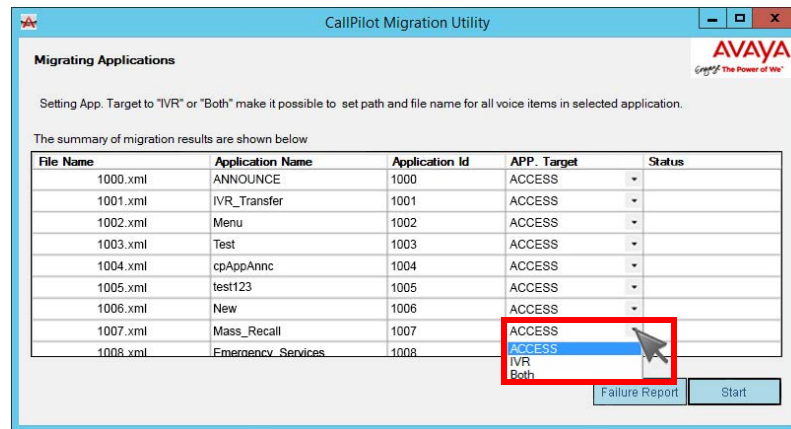 CallPilot Migration Utility
AVAYA
Engage The Power of We™
Migrating Applications
Setting App. Target to "IVR" or "Both" make it possible to set path and file name for all voice items in selected application.
The summary of migration results are shown below
File Name Application Name Application Id APP. Target Status
1000.xml ANNOUNCE 1000 ACCESS
1001.xml IVR_Transfer 1001 ACCESS
1002.xml Menu 1002 ACCESS
1003.xml Test 1003 ACCESS
1004.xml cpAppAnnc 1004 ACCESS
1005.xml test123 1005 ACCESS
1006.xml New 1006 ACCESS
1007.xml Mass_Recall 1007 ACCESS
1008.xml Emergency_Services 1008 ACCESS
IVR
Both
Failure Report Start